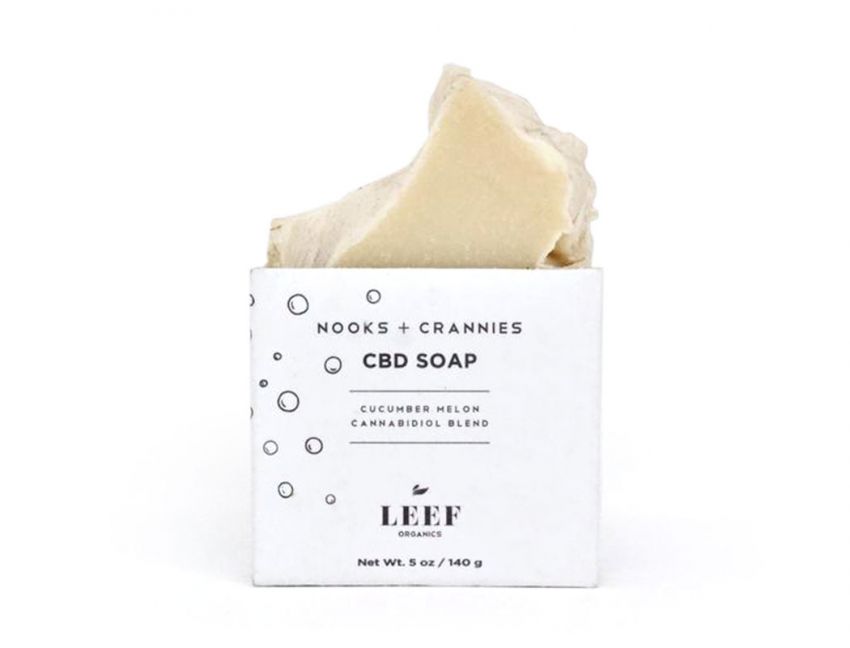 NOOKS + CRANNIES
CBD SOAP
CUCUMBER MELON
CANNABIDIOL BLEND
LEEF
ORGANICS
Net Wt. 5 oz / 140 g